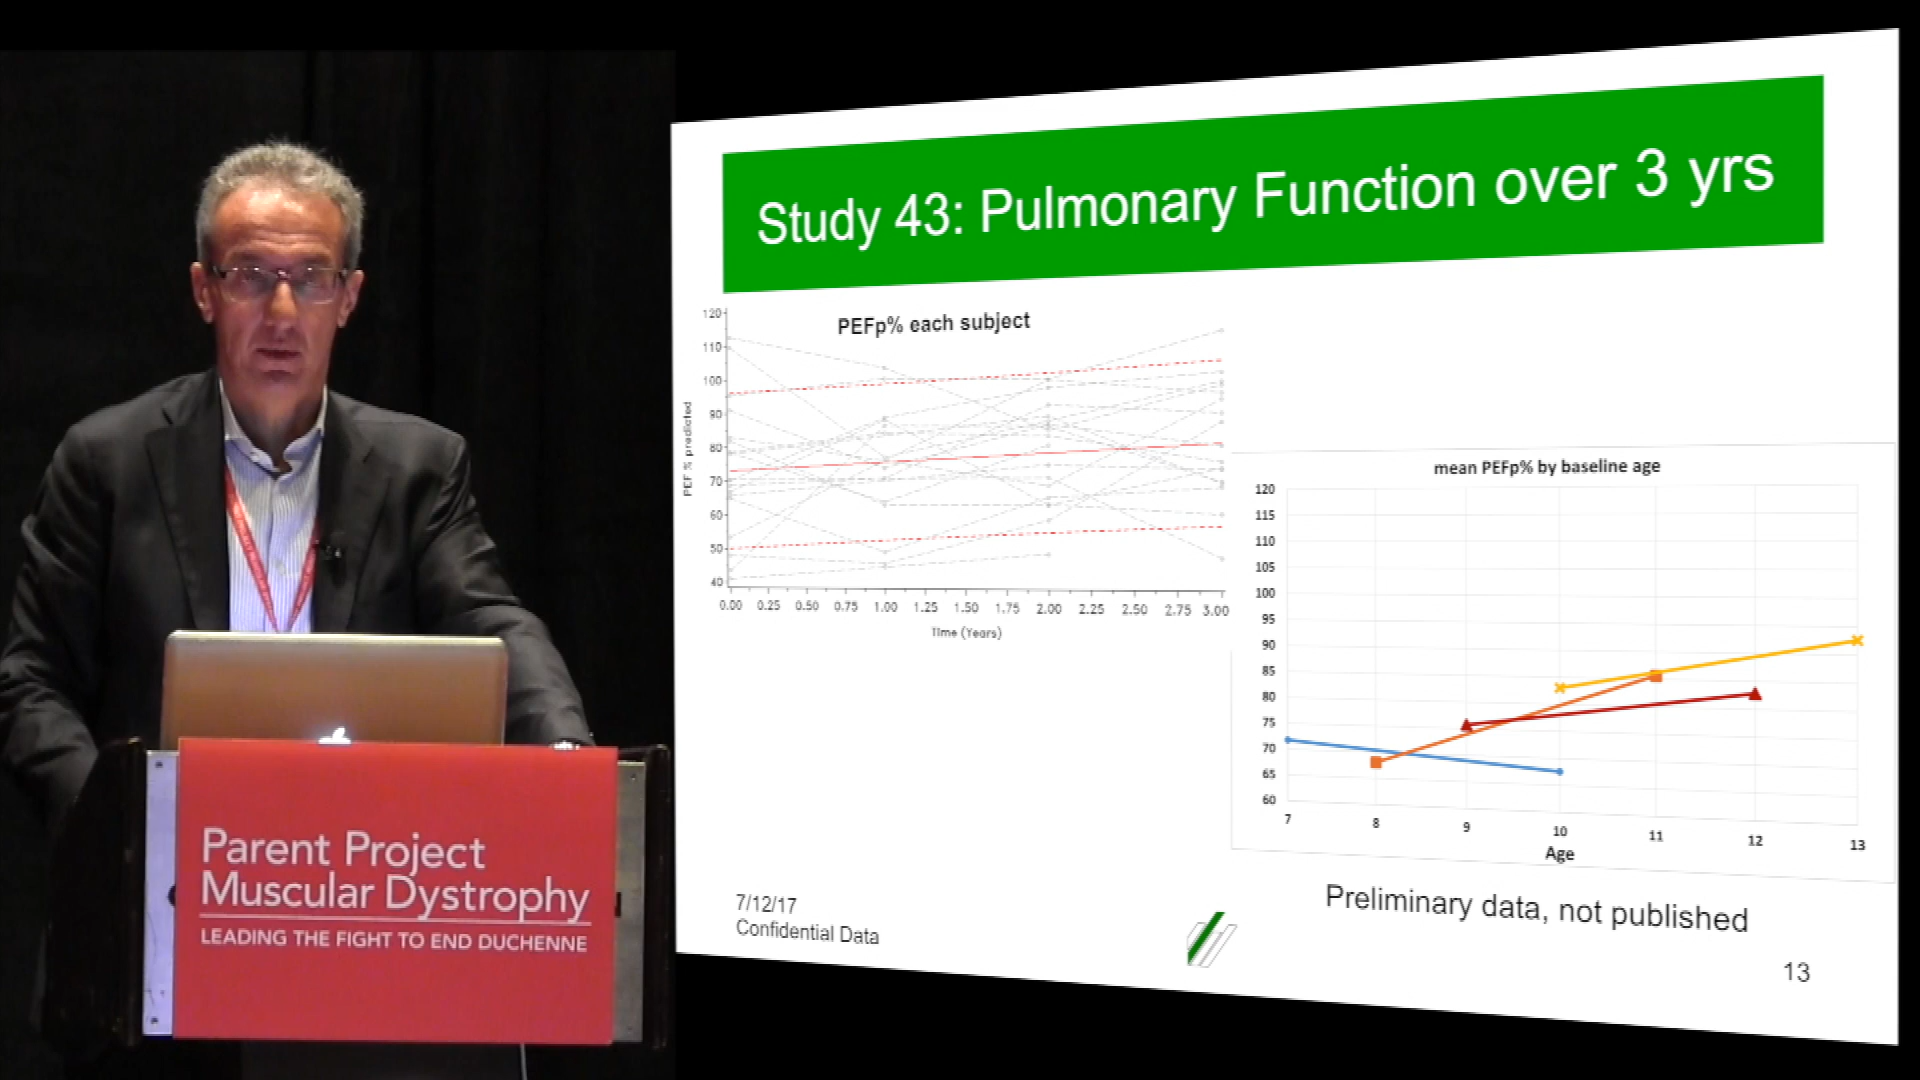 Study 43: Pulmonary Function over 3 yrs
PEFp% each subject
120
110
100
90
80
70
60
50
40
PEF % predicted
0.00 0.25 0.50 0.75 1.00 1.25 1.50 1.75 2.00 2.25 2.50 2.75 3.00
Time (Years)
mean PEFp% by baseline age
120
115
110
105
100
95
90
85
80
75
70
65
60
7 8 9 10 11 12 13
Age
Preliminary data, not published
7/12/17
Confidential Data
13
Parent Project
Muscular Dystrophy
LEADING THE FIGHT TO END DUCHENNE